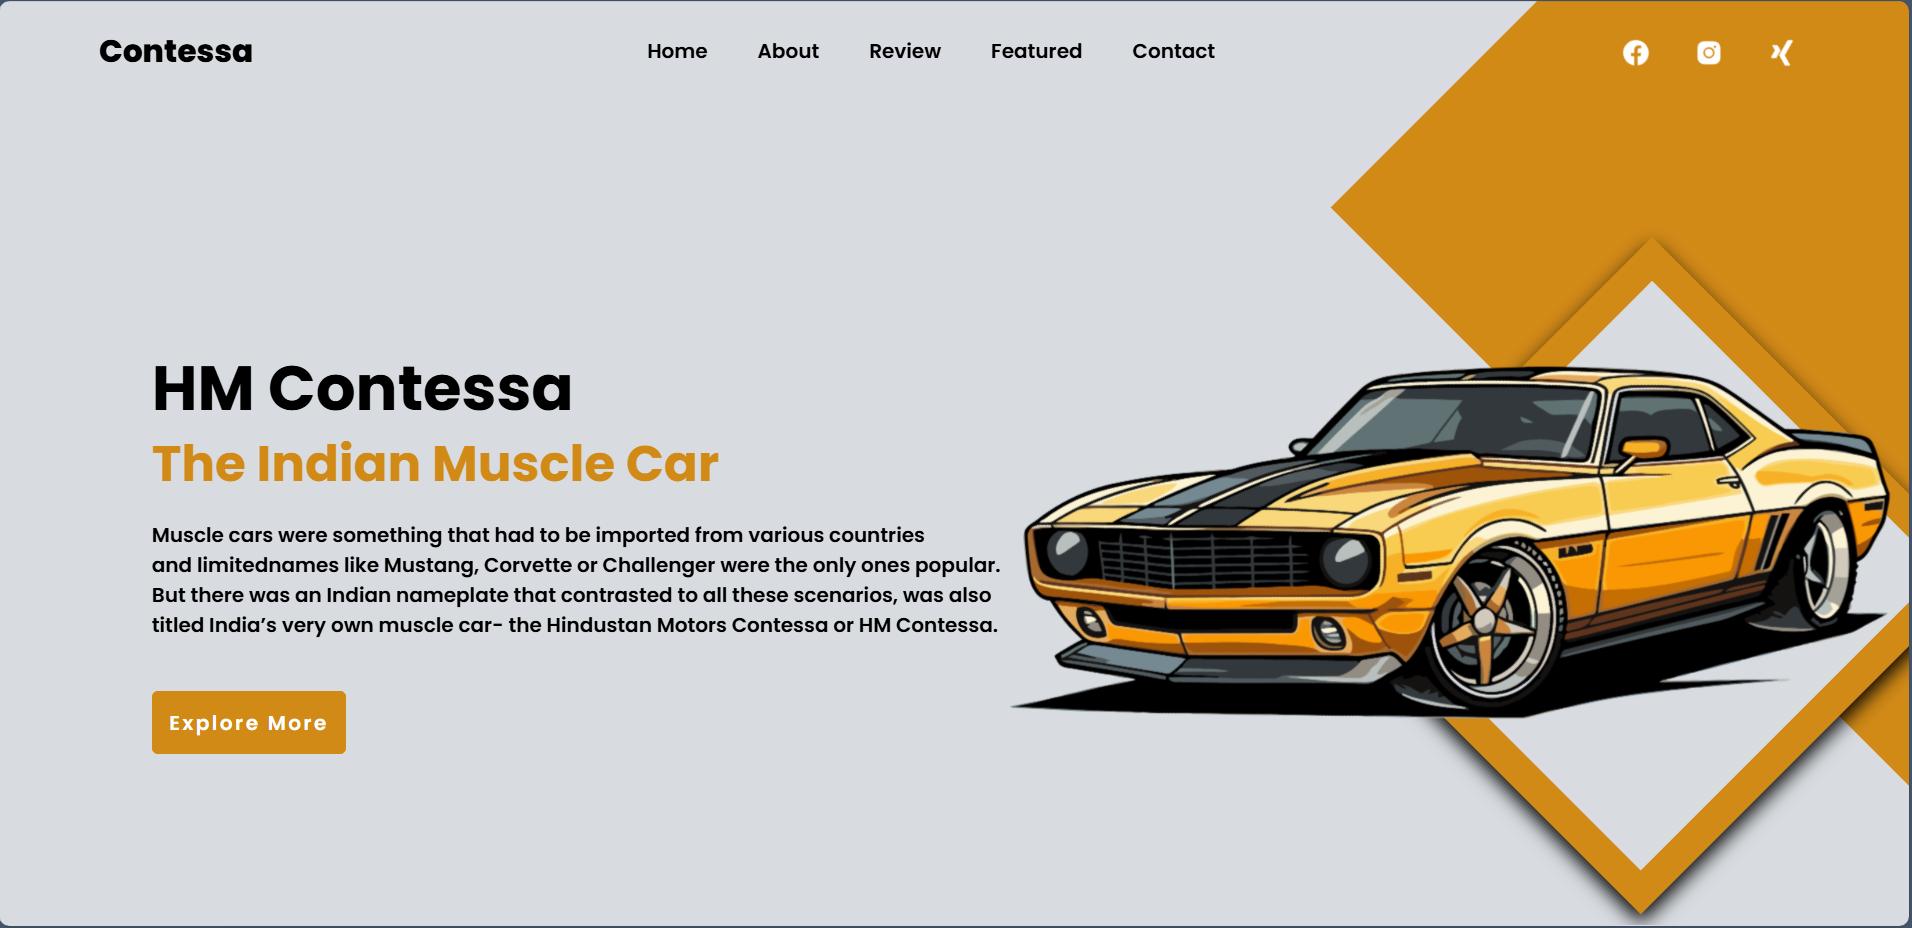 Contessa
Home About Review Featured Contact
HM Contessa
The Indian Muscle Car
Muscle cars were something that had to be imported from various countries
and limitednames like Mustang, Corvette or Challenger were the only ones popular.
But there was an Indian nameplate that contrasted to all these scenarios, was also
titled India’s very own muscle car- the Hindustan Motors Contessa or HM Contessa.
Explore More